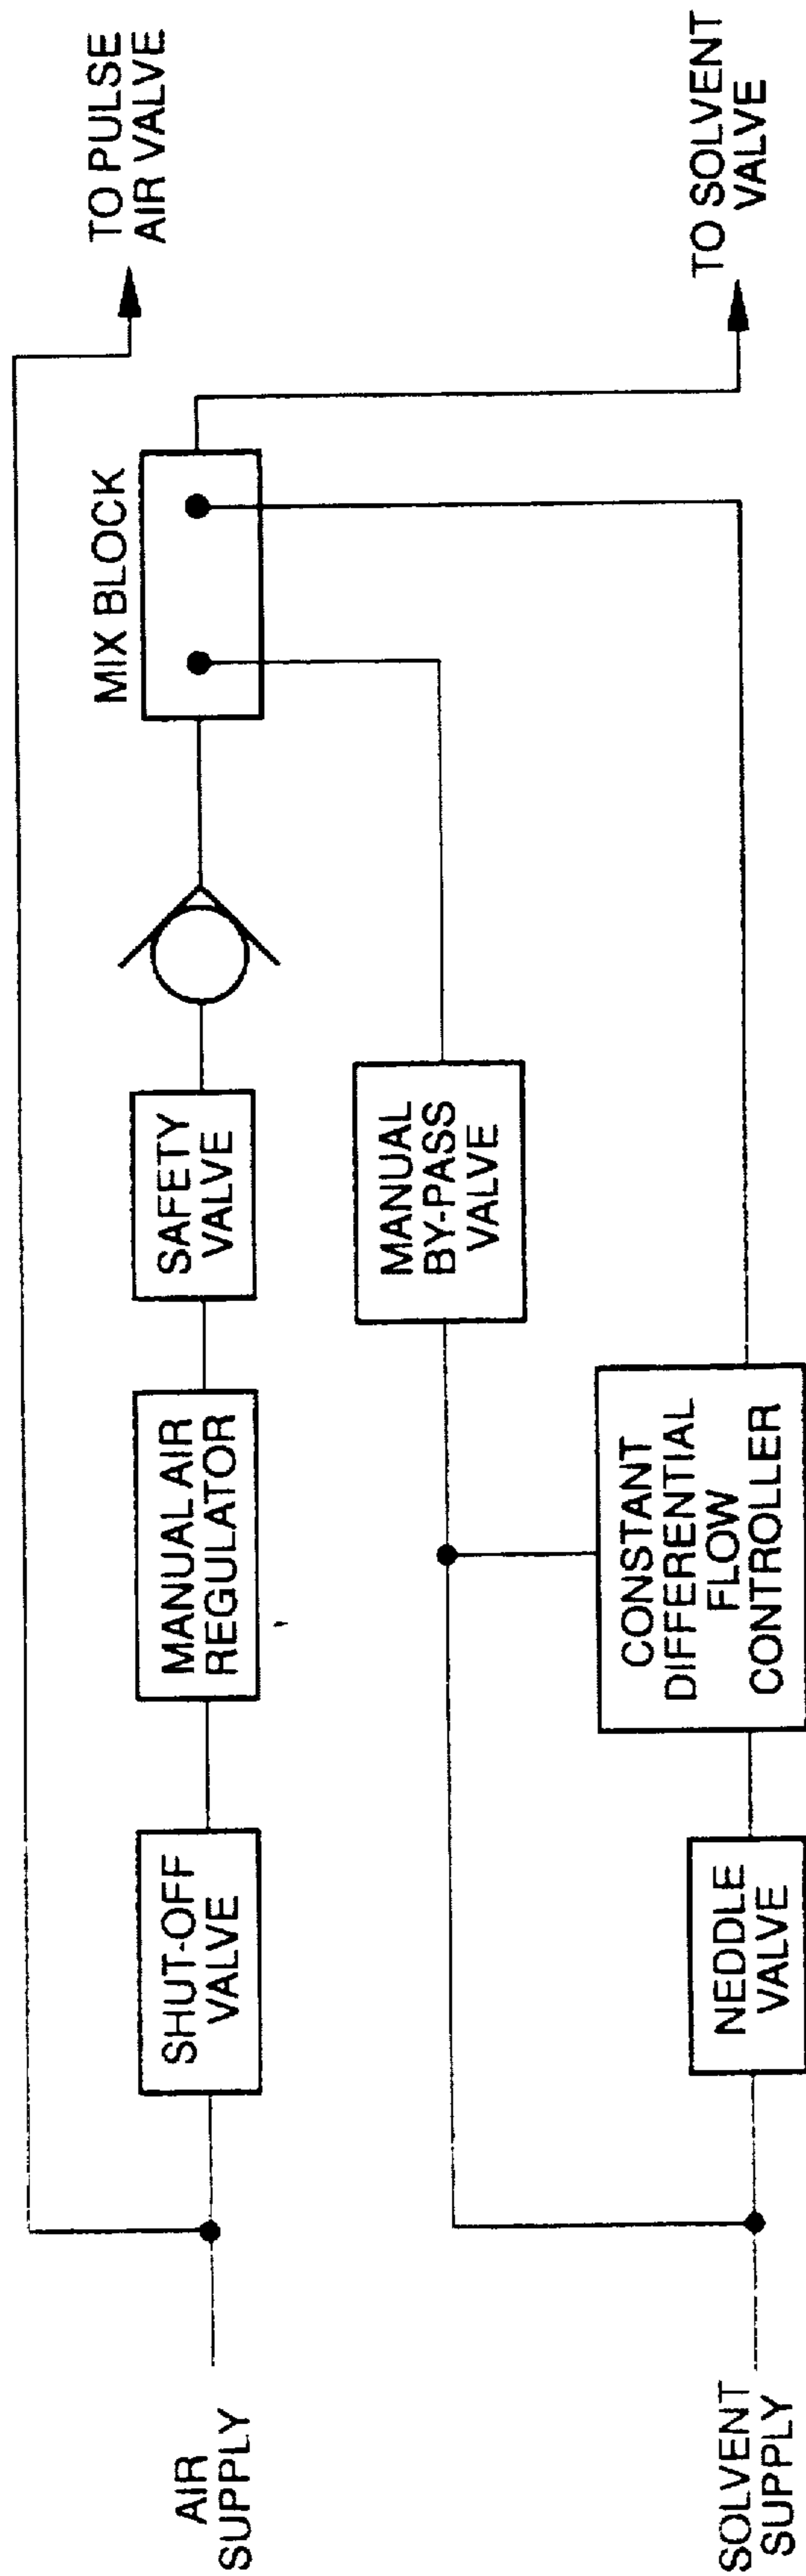 AIR
SUPPLY
SHUT-OFF
VALVE
MANUAL AIR
REGULATOR
SAFETY
VALVE
MIX BLOCK
TO PULSE
AIR VALVE
MANUAL
BY-PASS
VALVE
SOLVENT
SUPPLY
NEDDLE
VALVE
CONSTANT
DIFFERENTIAL
FLOW
CONTROLLER
TO SOLVENT
VALVE